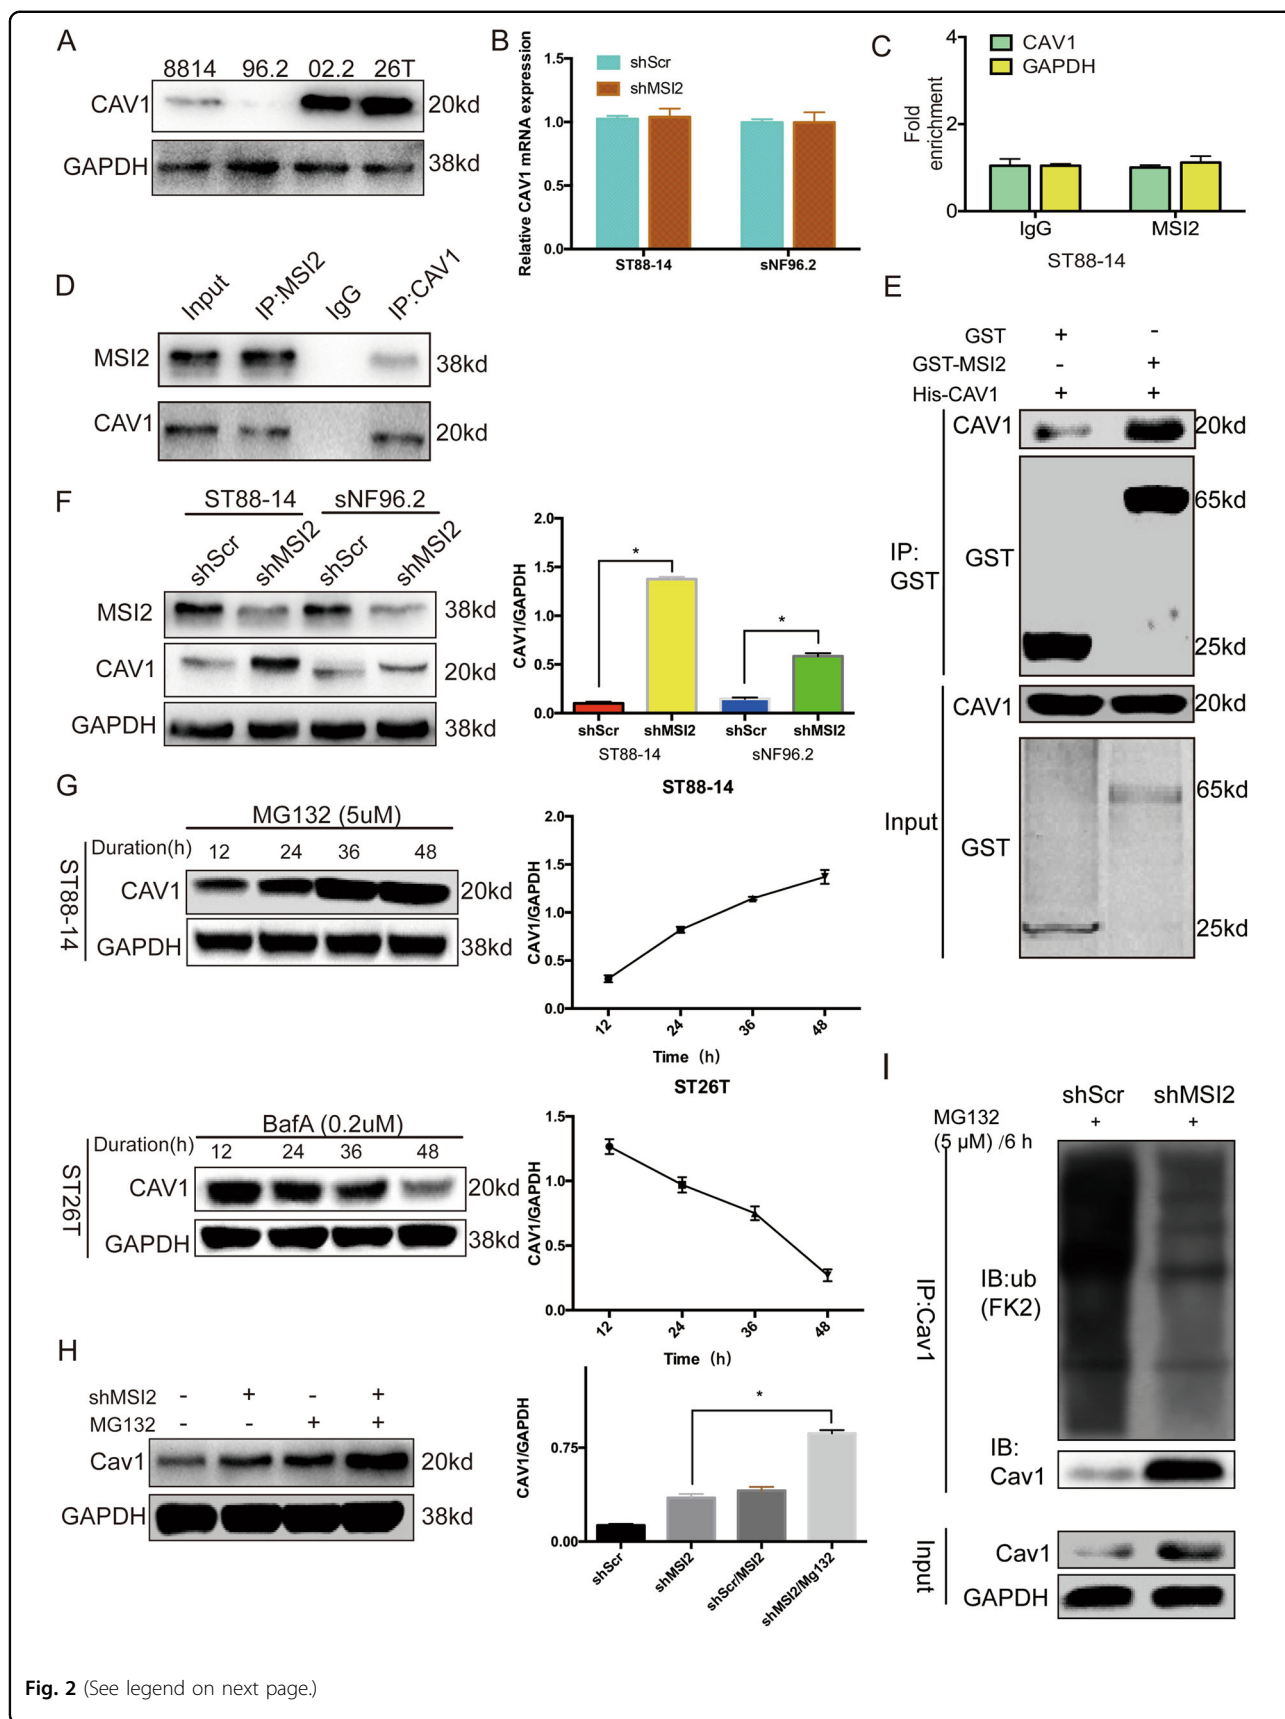 A
8814 96.2 02.2 26T
CAV1 20kd
GAPDH 38kd
B
Relative CAV1 mRNA expression
1.5
1.0
0.5
0.0
shScr
shMSI2
ST88-14 sNF96.2
C
Fold
enrichment
4
2
0
CAV1
GAPDH
IgG MSI2
ST88-14
D
Input IP:MSI2 IgG IP:CAV1
MSI2 38kd
CAV1 20kd
E
GST + -
GST-MSI2 - +
His-CAV1 + +
IP:
GST
CAV1 20kd
GST 65kd
25kd
Input
CAV1 20kd
GST 65kd
25kd
F
ST88-14 sNF96.2
shScr shMSI2 shScr shMSI2
MSI2 38kd
CAV1 20kd
GAPDH 38kd
CAV1/GAPDH
2.0
1.5
1.0
0.5
0.0
* *
shScr shMSI2 shScr shMSI2
ST88-14 sNF96.2
G
ST88-14
MG132 (5uM)
Duration(h) 12 24 36 48
CAV1 20kd
GAPDH 38kd
ST88-14
CAV1/GAPDH
2.0
1.5
1.0
0.5
0.0
12 24 36 48
Time (h)
ST26T
BafA (0.2uM)
Duration(h) 12 24 36 48
CAV1 20kd
GAPDH 38kd
ST26T
CAV1/GAPDH
1.5
1.0
0.5
0.0
12 24 36 48
Time (h)
H
shMSI2 - + - +
MG132 - - + +
Cav1 20kd
GAPDH 38kd
CAV1/GAPDH
0.75
0.00
*
shScr shMSI2 shScr/MSI2 shMSI2/Mg132
I
shScr shMSI2
MG132 + +
(5 µM) /6 h
IP:Cav1
IB:ub
(FK2)
IB:
Cav1
Input
Cav1
GAPDH
Fig. 2 (See legend on next page.)